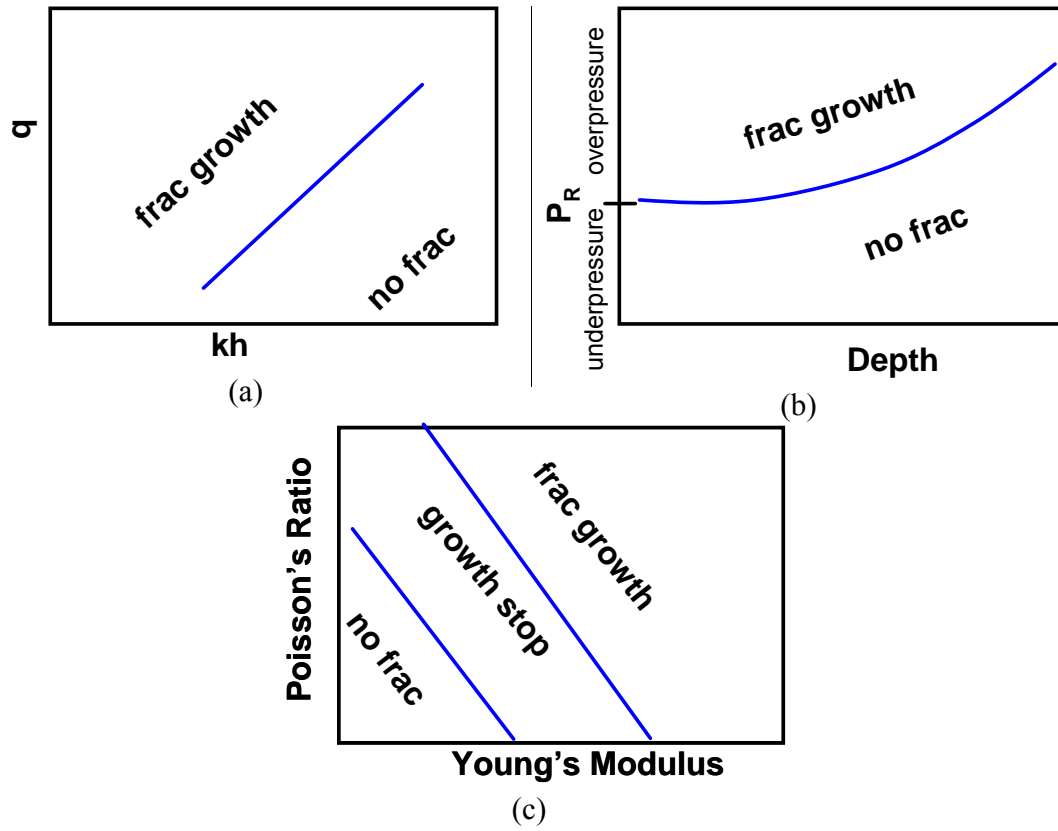 q
frac growth
no frac
kh
(a)
underpressure
overpressure
PR
frac growth
no frac
Depth
(b)
Poisson's Ratio
no frac
growth stop
frac growth
Young's Modulus
(c)